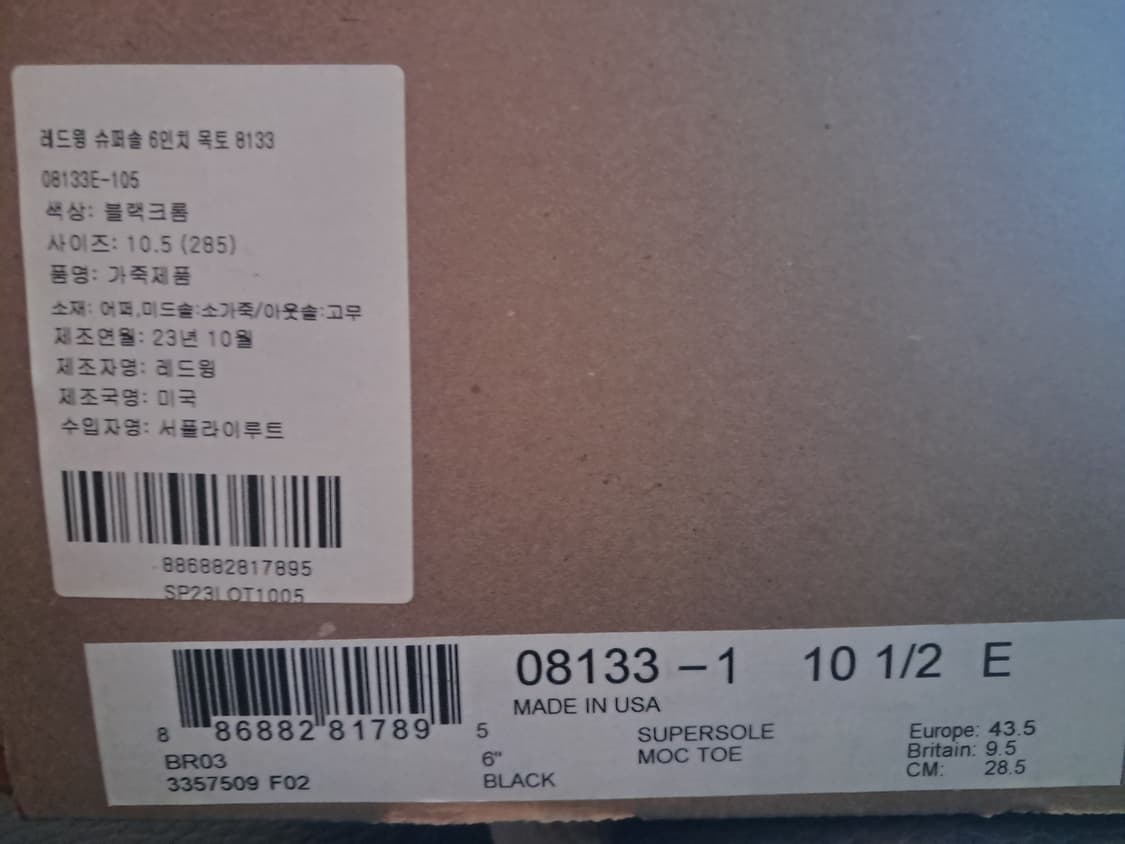 레드윙 슈퍼솔 6인치 목토 8133
08133E-105
색상: 블랙크롬
사이즈: 10.5 (285)
품명: 가죽제품
소재: 어퍼,미드솔:소가죽/아웃솔:고무
제조연월: 23년 10월
제조자명: 레드윙
제조국명: 미국
수입자명: 서플라이루트
886882817895
SP23LOT1005
08133 -1 10 1/2 E
MADE IN USA
8 86882 81789 5
BR03
3357509 F02
6"
BLACK
SUPERSOLE
MOC TOE
Europe: 43.5
Britain: 9.5
CM: 28.5